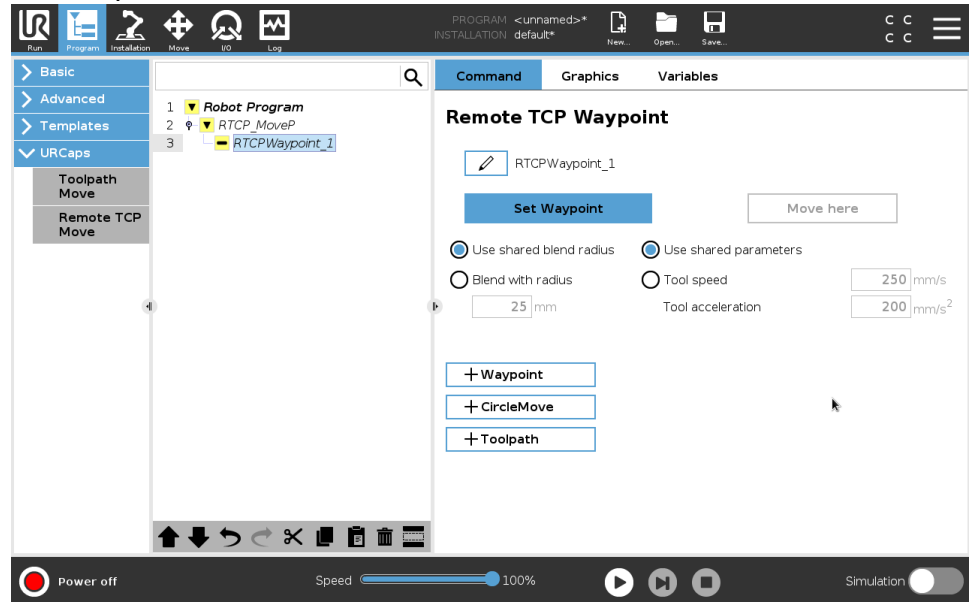 PROGRAM <unnamed>*
INSTALLATION default*
UR
Run
Program
Installation
Move
I/O
Log
New...
Open...
Save...
C C
C C
Basic
Advanced
Templates
URCaps
Toolpath
Move
Remote TCP
Move
1 Robot Program
2 RTCP_MoveP
3 RTCPWaypoint_1
Command
Graphics
Variables
Remote TCP Waypoint
RTCPWaypoint_1
Set Waypoint
Move here
Use shared blend radius
Use shared parameters
Blend with radius
Tool speed
250 mm/s
25 mm
Tool acceleration
200 mm/s²
+Waypoint
+CircleMove
+Toolpath
Power off
Speed
100%
Simulation